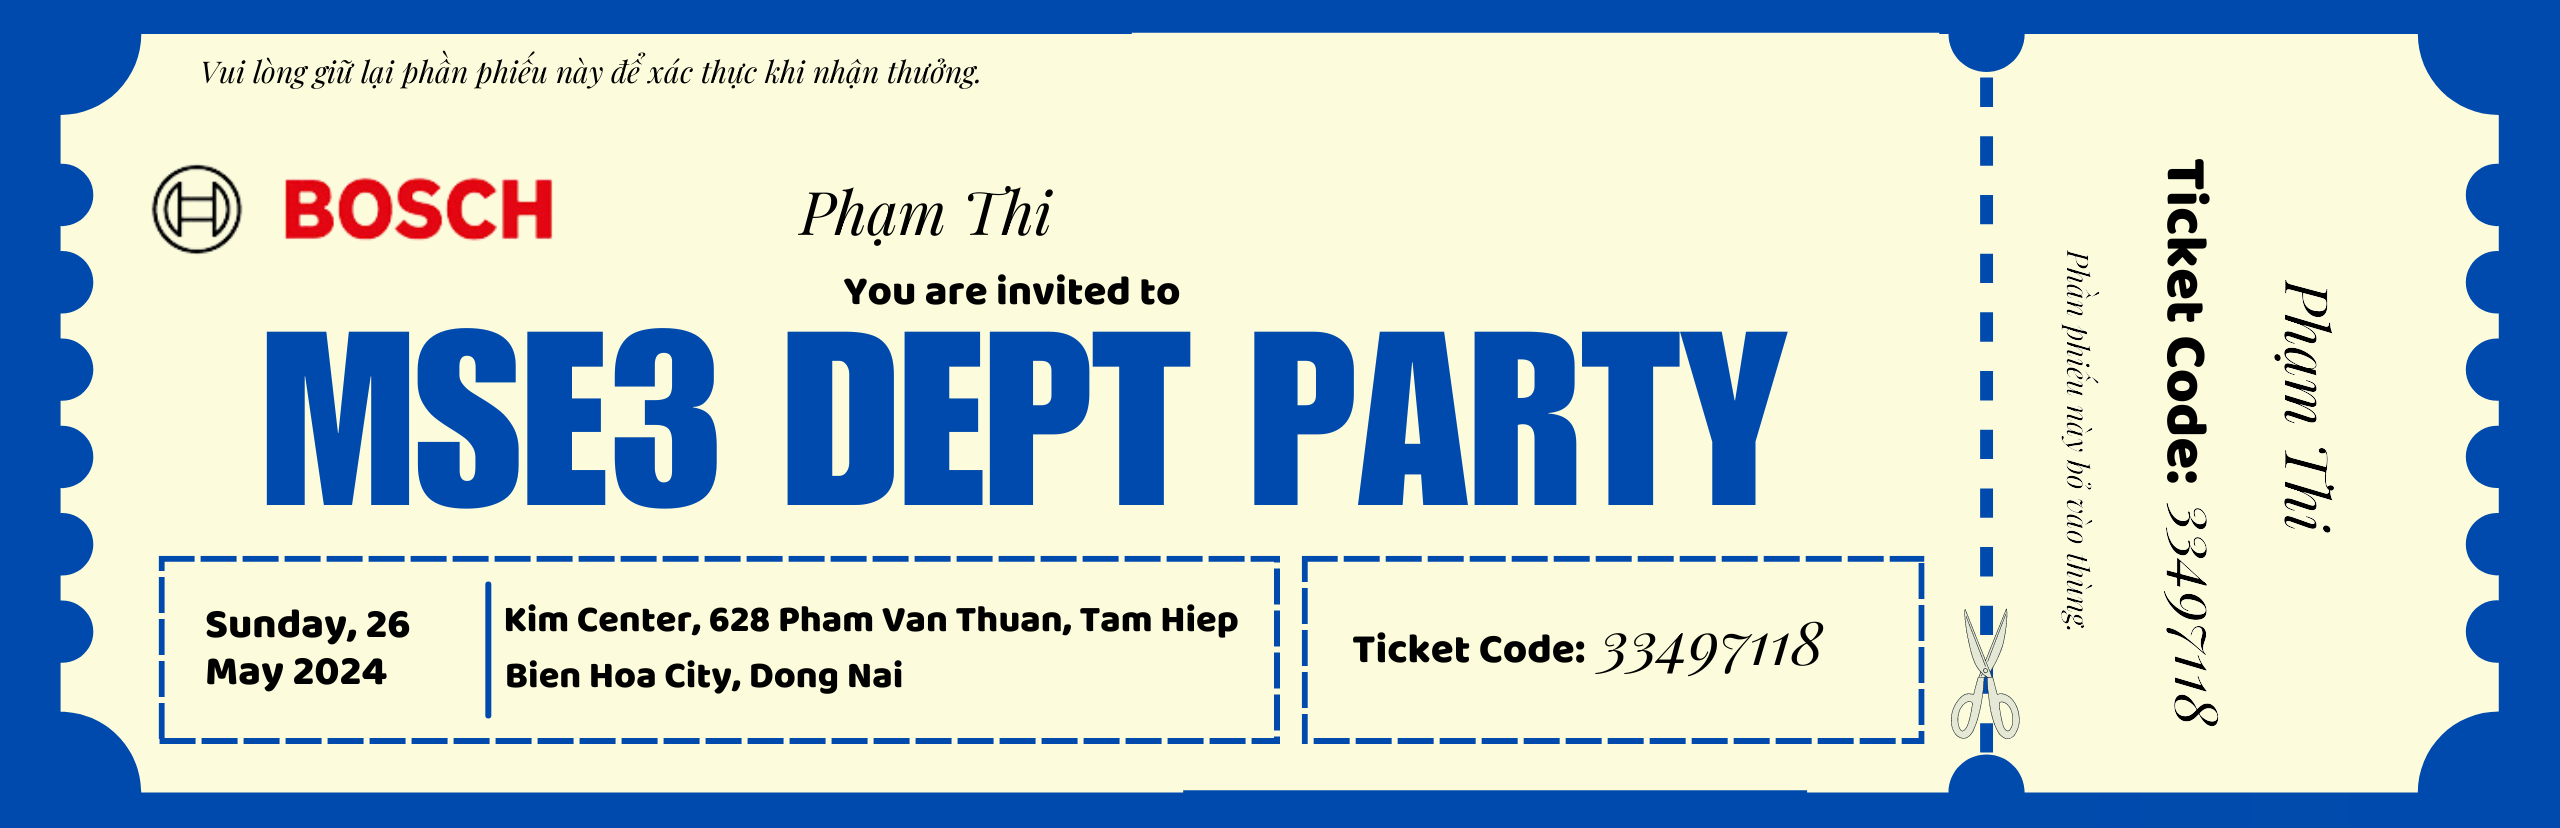 Vui lòng giữ lại phần phiếu này để xác thực khi nhận thưởng.
BOSCH
Phạm Thi
You are invited to
MSE3 DEPT PARTY
Sunday, 26
May 2024
Kim Center, 628 Pham Van Thuan, Tam Hiep
Bien Hoa City, Dong Nai
Ticket Code: 33497118
Phạm Thi
Ticket Code: 33497118
Phần phiếu này bỏ vào thùng.